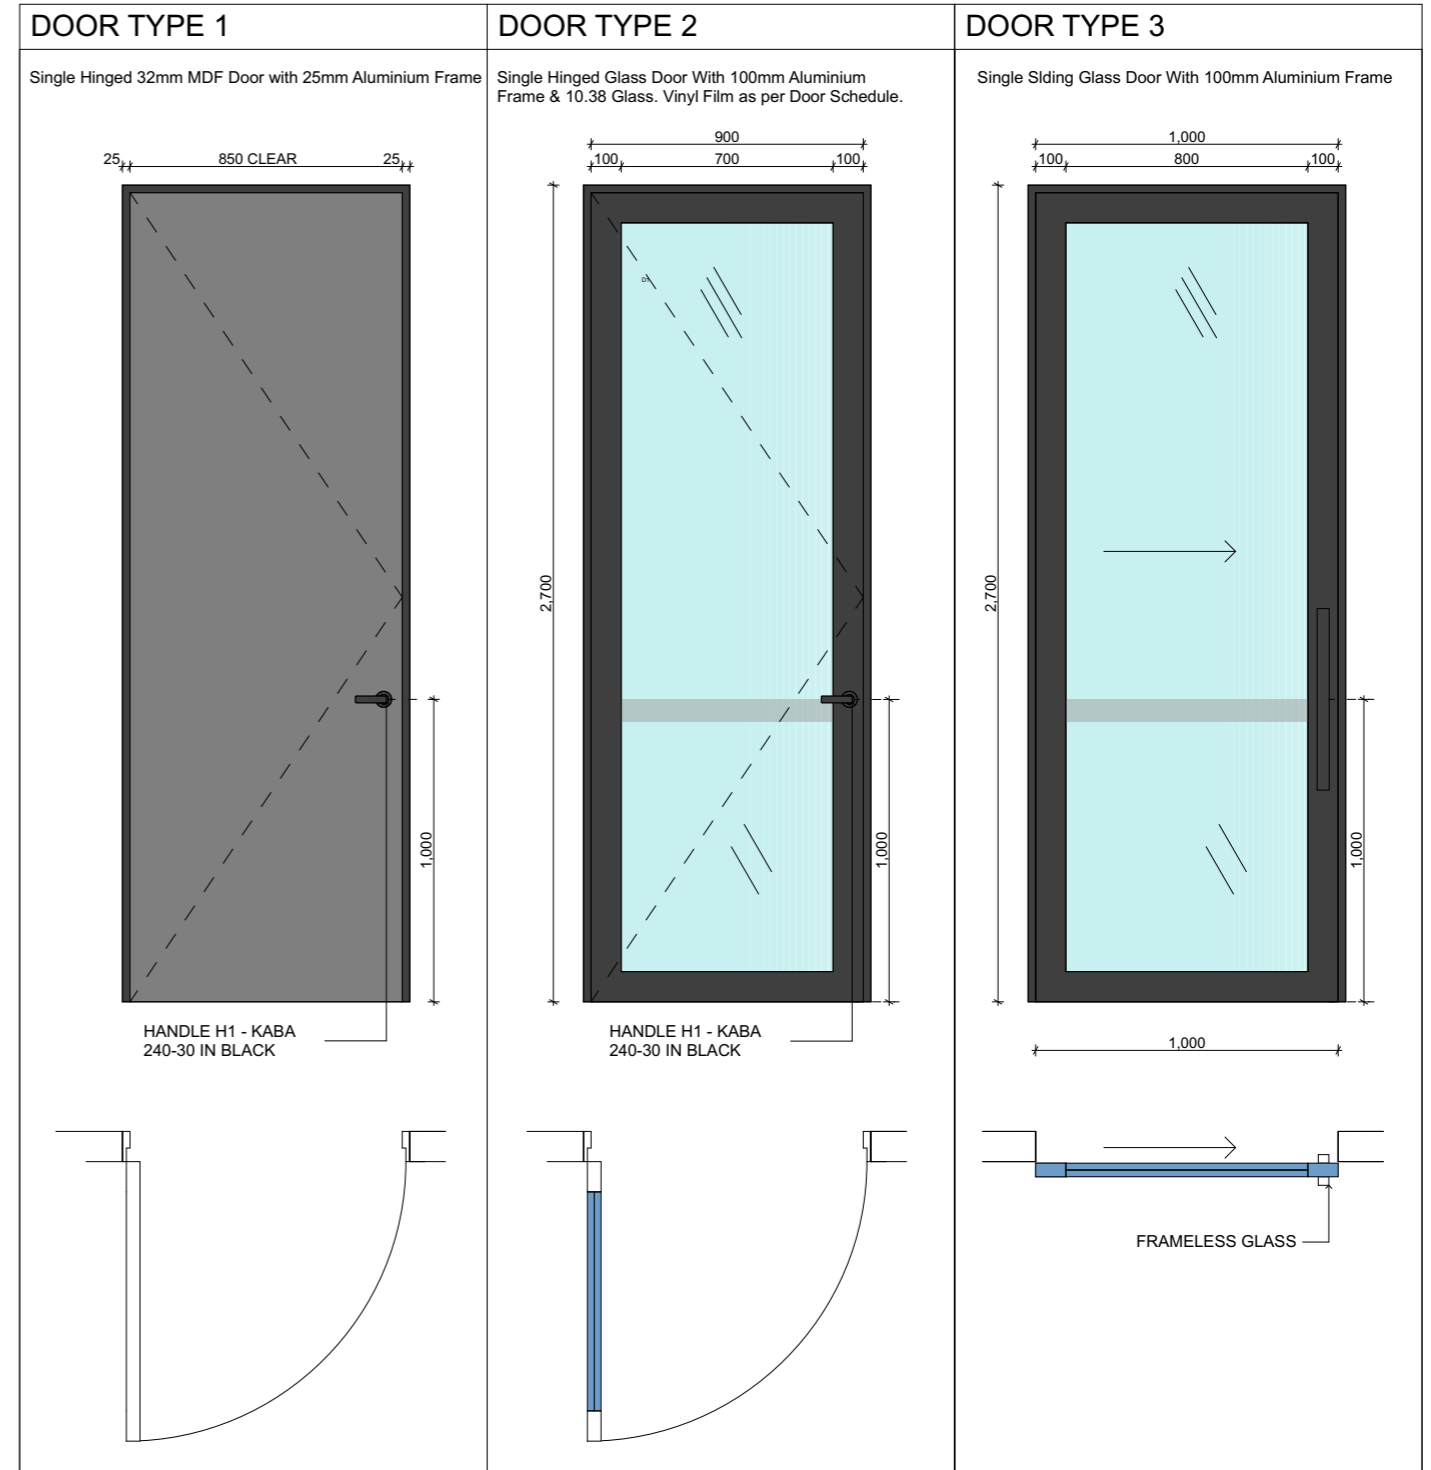 DOOR TYPE 1
Single Hinged 32mm MDF Door with 25mm Aluminium Frame
25
850 CLEAR
25
1,000
HANDLE H1 - KABA
240-30 IN BLACK
DOOR TYPE 2
Single Hinged Glass Door With 100mm Aluminium
Frame & 10.38 Glass. Vinyl Film as per Door Schedule.
900
100
700
100
2,700
1,000
HANDLE H1 - KABA
240-30 IN BLACK
DOOR TYPE 3
Single Slding Glass Door With 100mm Aluminium Frame
1,000
100
800
100
2,700
1,000
1,000
FRAMELESS GLASS